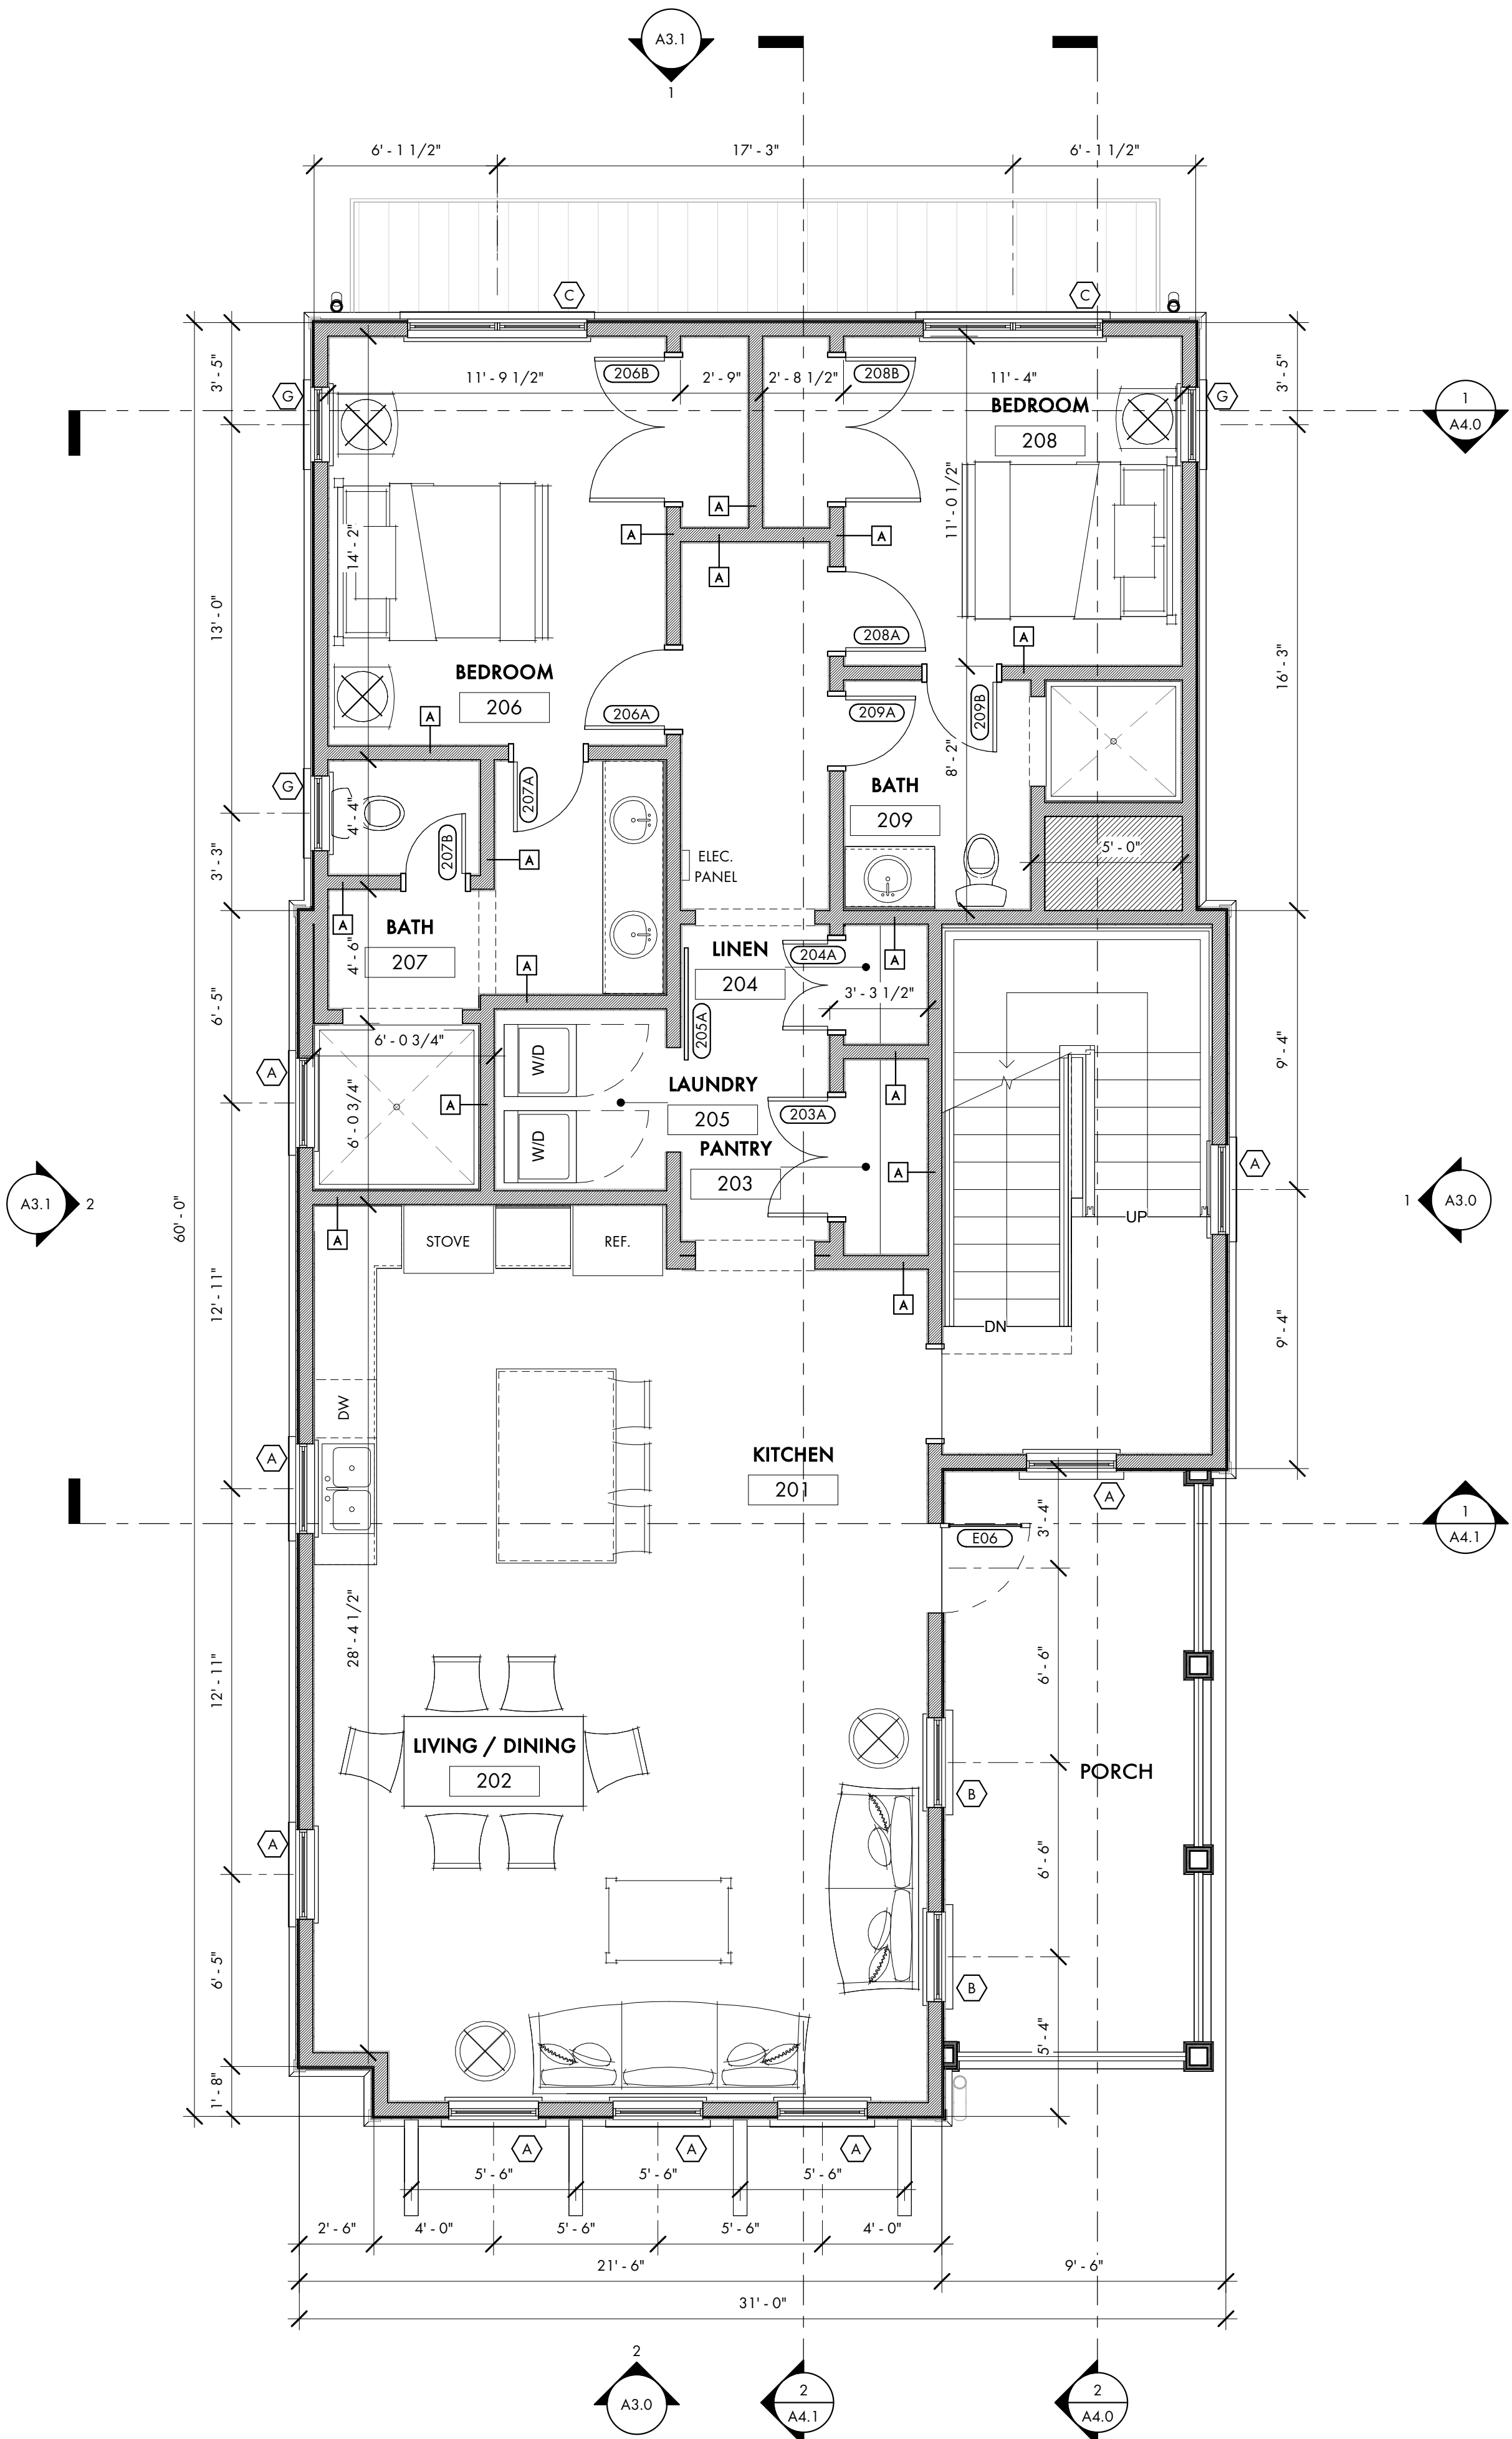 A3.1
1
6' - 1 1/2"
17' - 3"
6' - 1 1/2"
C
C
3' - 5"
3' - 5"
11' - 9 1/2"
206B
2' - 9"
2' - 8 1/2"
208B
11' - 4"
G
G
1
A4.0
BEDROOM
208
14' - 2"
11' - 0 1/2"
A
A
A
A
13' - 0"
208A
A
16' - 3"
BEDROOM
206
206A
209A
209B
A
8' - 2"
G
207A
BATH
209
4' - 4"
207B
A
ELEC.
PANEL
5' - 0"
3' - 3"
A
BATH
207
4' - 6"
A
LINEN
204
204A
A
3' - 3 1/2"
6' - 5"
205A
6' - 0 3/4"
W/D
9' - 4"
A
LAUNDRY
205
203A
A
6' - 0 3/4"
A
W/D
PANTRY
203
A
A
A3.1
2
60' - 0"
UP
1
A3.0
A
STOVE
REF.
12' - 11"
A
DN
9' - 4"
DW
A
KITCHEN
201
A
3' - 4"
1
A4.1
E06
28' - 4 1/2"
12' - 11"
6' - 6"
LIVING / DINING
202
PORCH
B
A
6' - 6"
6' - 5"
B
5' - 4"
1' - 8"
A
A
A
5' - 6"
5' - 6"
5' - 6"
2' - 6"
4' - 0"
5' - 6"
5' - 6"
4' - 0"
21' - 6"
9' - 6"
31' - 0"
2
A3.0
2
A4.1
2
A4.0